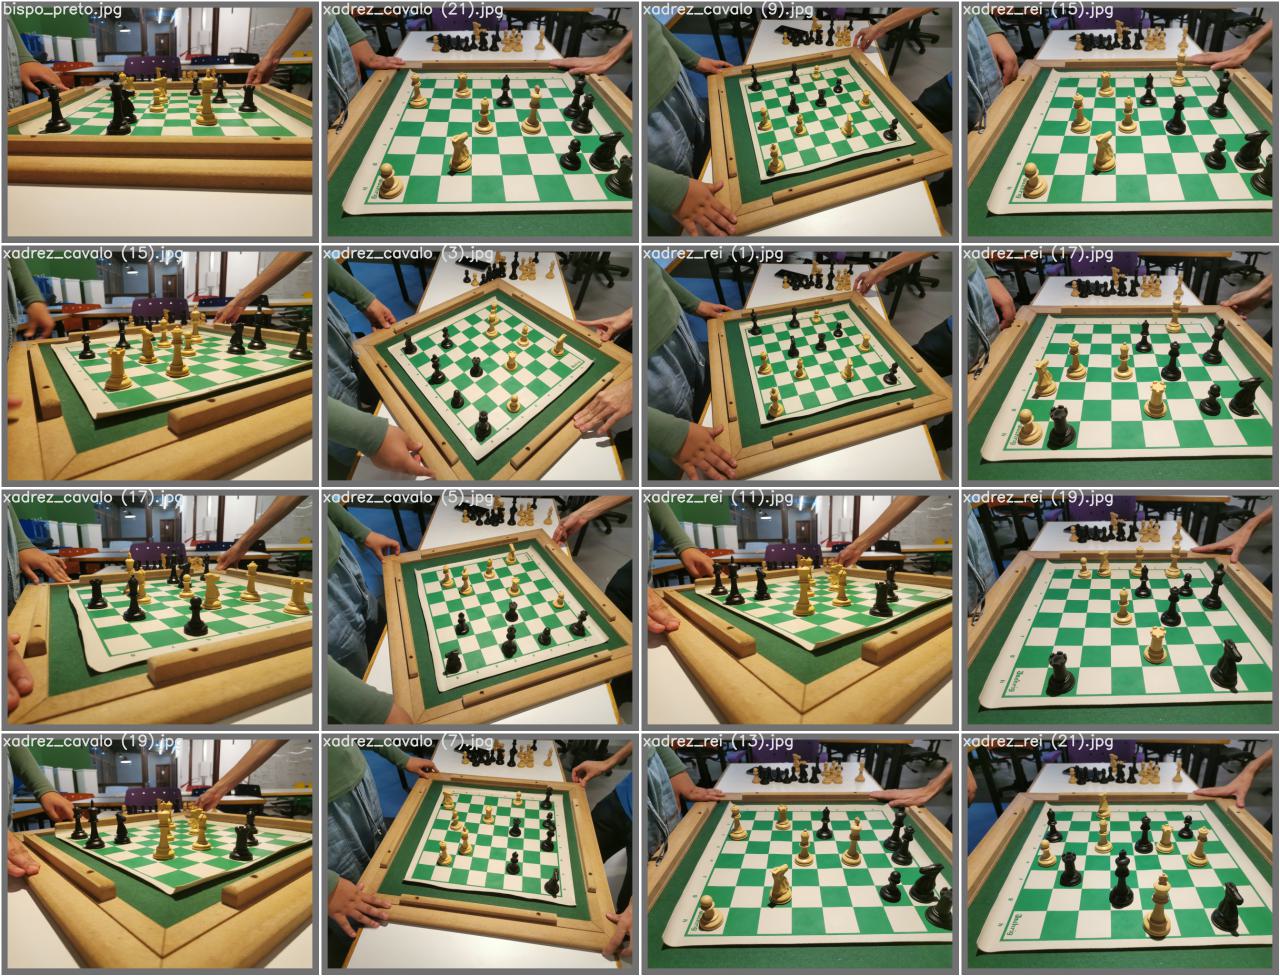 bispo_preto.jpg
xadrez_cavalo (21).jpg
xadrez_cavalo (9).jpg
xadrez_rei (15).jpg
xadrez_cavalo (15).jpg
xadrez_cavalo (3).jpg
xadrez_rei (1).jpg
xadrez_rei (17).jpg
xadrez_cavalo (17).jpg
xadrez_cavalo (5).jpg
xadrez_rei (11).jpg
xadrez_rei (19).jpg
xadrez_cavalo (19).jpg
xadrez_cavalo (7).jpg
xadrez_rei (13).jpg
xadrez_rei (21).jpg